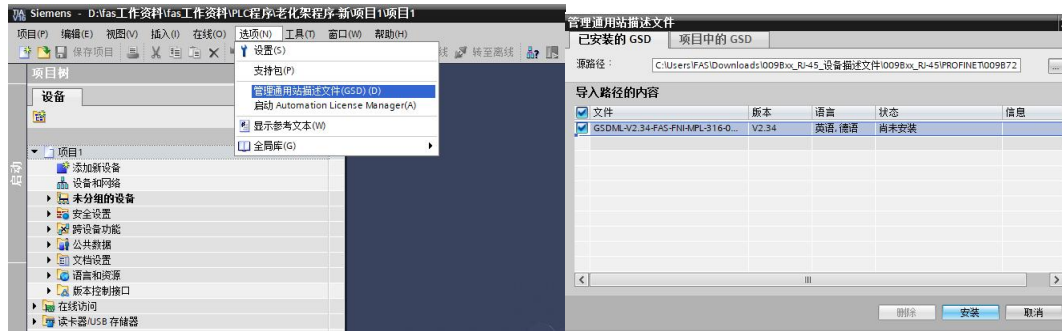 Siemens - D:\fas工作资料\fas工作资料\PLC程序\老化架程序-新\项目1\项目1
项目(P) 编辑(E) 视图(V) 插入(I) 在线(O) 选项(N) 工具(T) 窗口(W) 帮助(H)
保存项目
转至离线
设置(S)
支持包(P)
管理通用站描述文件(GSD) (D)
启动 Automation License Manager(A)
显示参考文本(W)
全局库(G)
项目树
设备
启动
项目1
添加新设备
设备和网络
未分组的设备
安全设置
跨设备功能
公共数据
文档设置
语言和资源
版本控制接口
在线访问
读卡器/USB 存储器
管理通用站描述文件
已安装的 GSD 项目中的 GSD
源路径: C:\Users\FAS\Downloads\009Bxx_RJ-45_设备描述文件\009Bxx_RJ-45\PROFINET\009B72
导入路径的内容
文件 版本 语言 状态 信息
GSDML-V2.34-FAS-FNI-MPL-316-0... V2.34 英语, 德语 尚未安装
删除 安装 取消